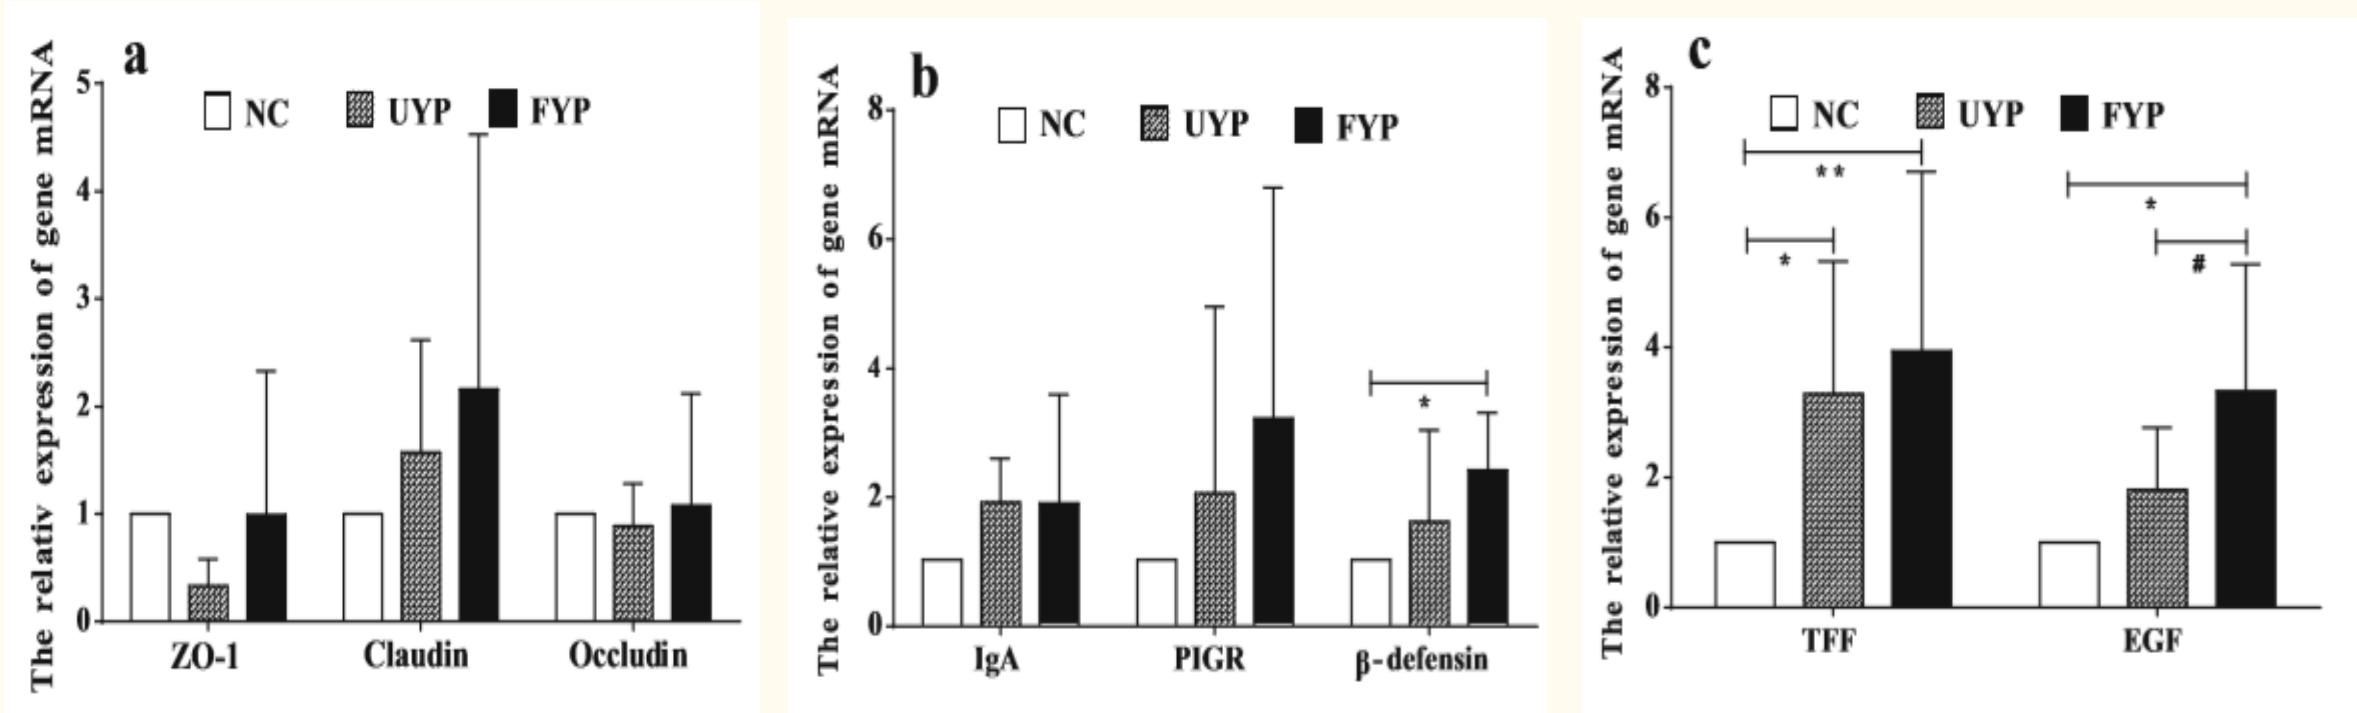 The relativ expression of gene mRNA
a
NC UYP FYP
5
4
3
2
1
0
ZO-1 Claudin Occludin
The relative expression of gene mRNA
b
NC UYP FYP
8
6
4
2
0
*
IgA PIGR β-defensin
The relative expression of gene mRNA
c
NC UYP FYP
8
6
4
2
0
**
*
*
#
TFF EGF